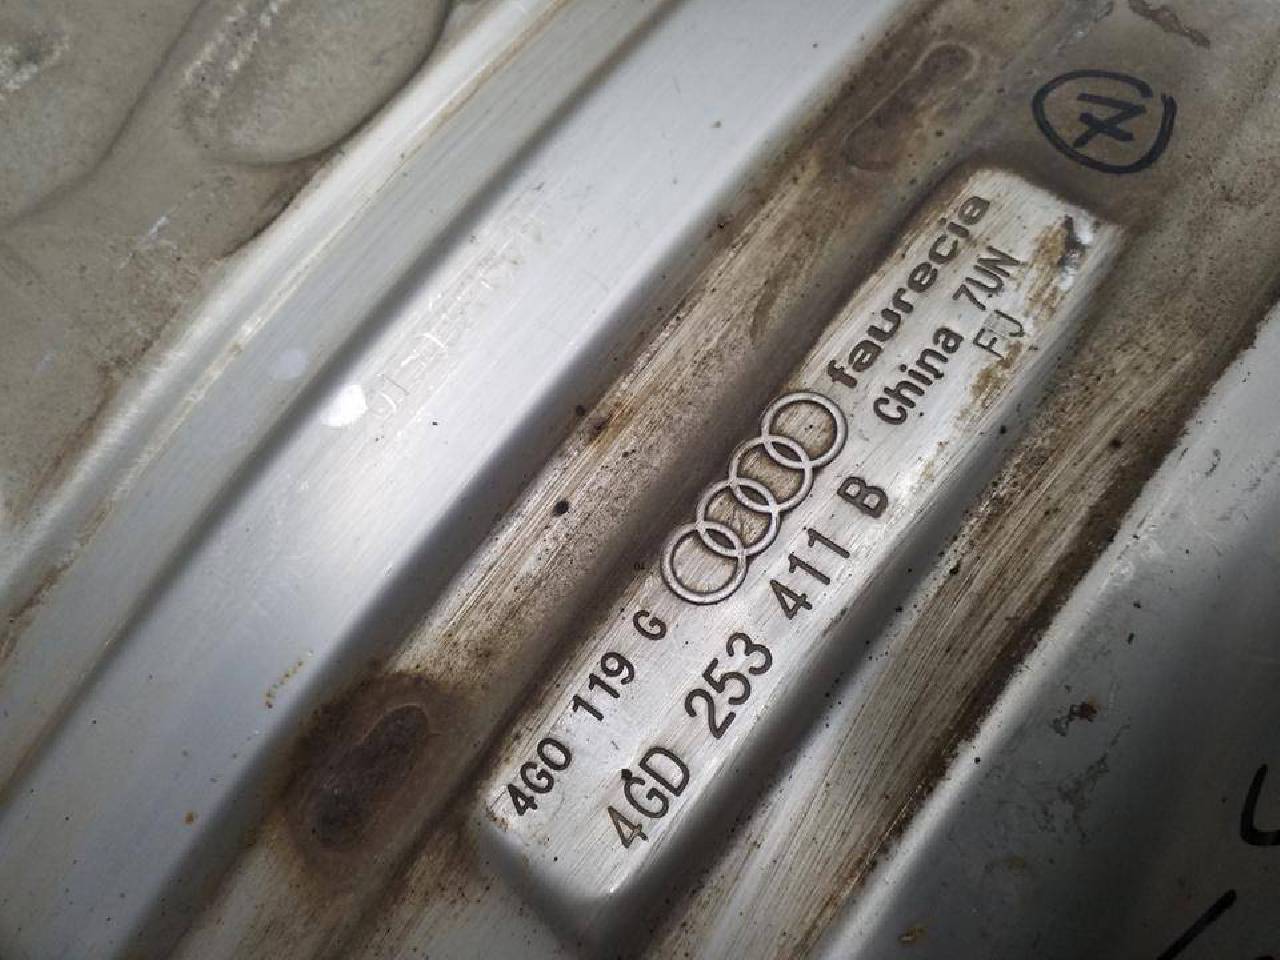 7
faurecia
China 7UN
FJ
4G0 119 G
4GD 253 411 B